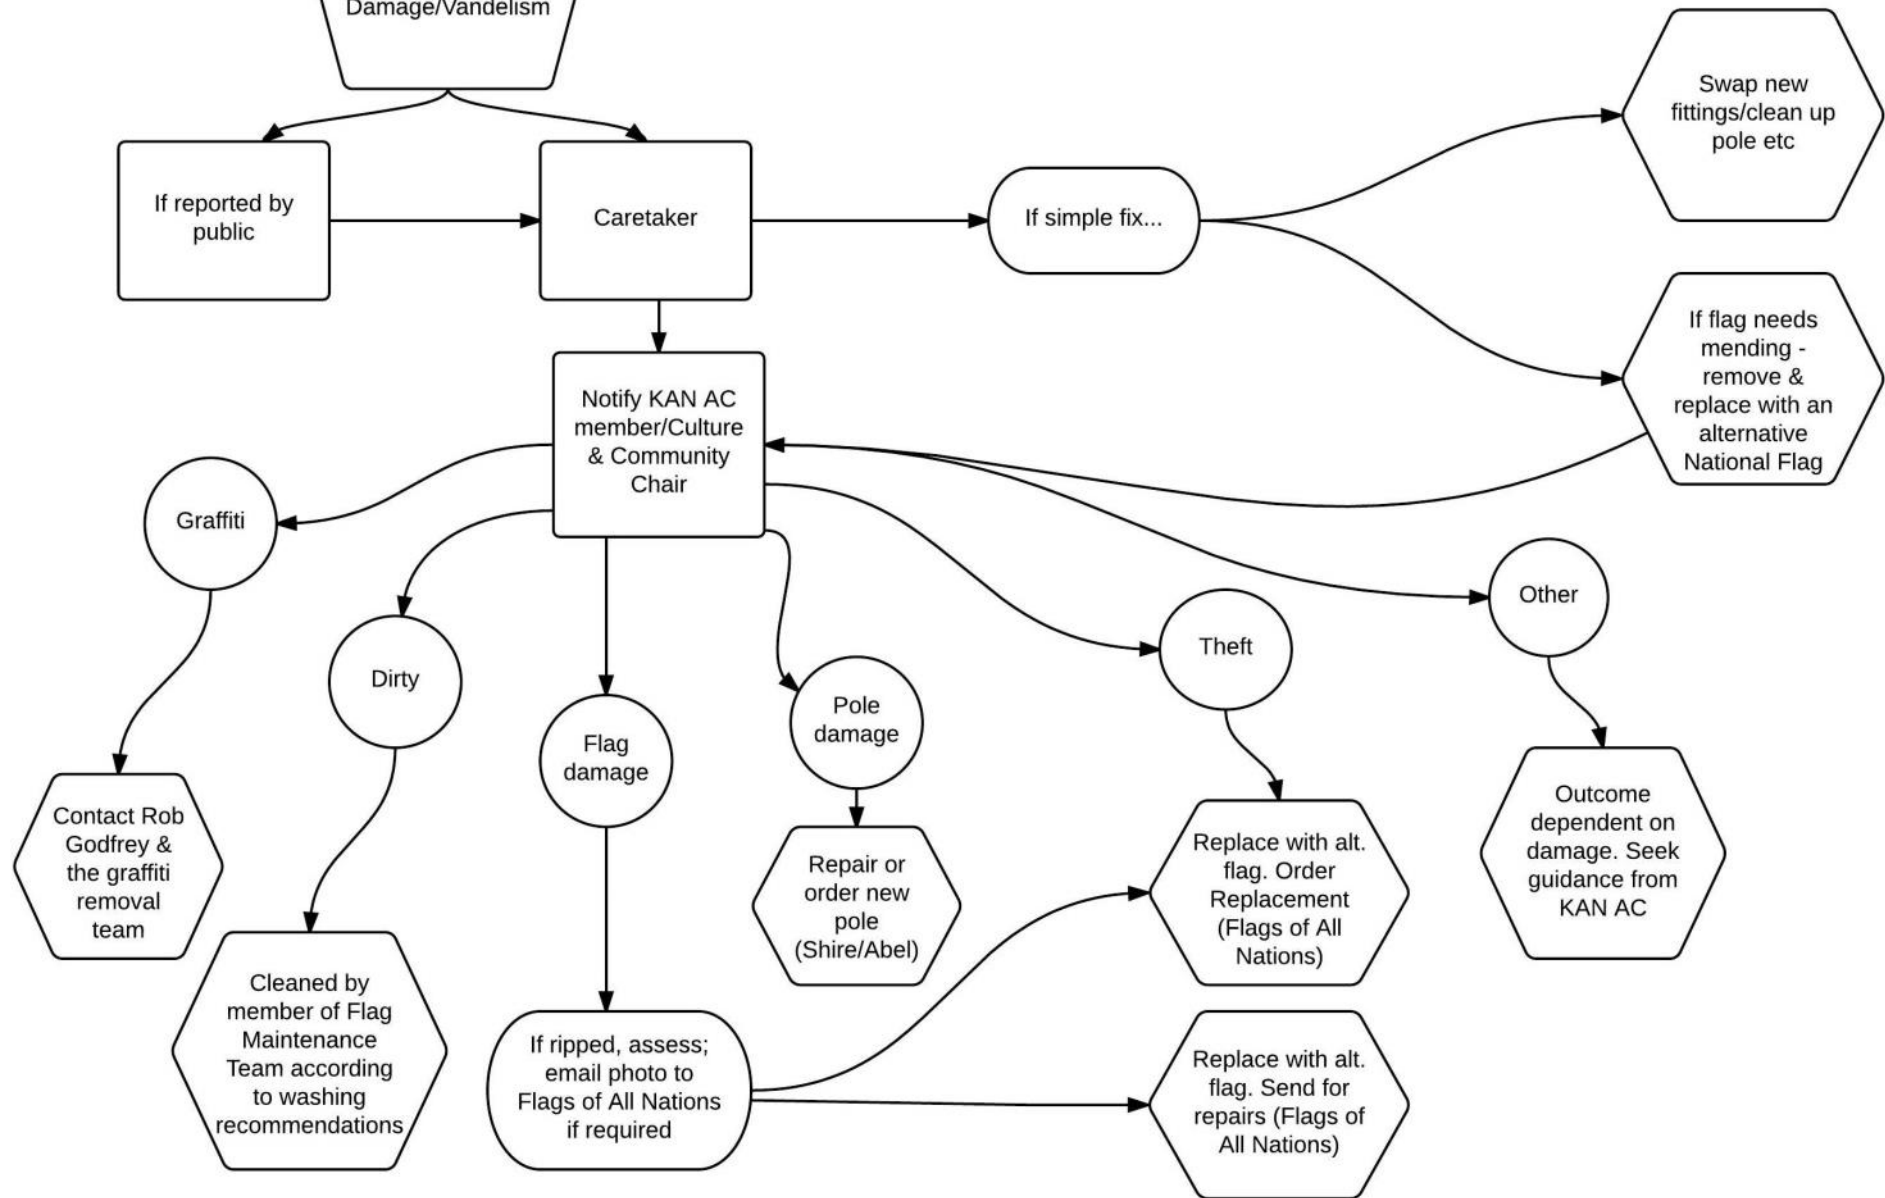 Damage/Vandelism
If reported by
public
Caretaker
If simple fix...
Swap new
fittings/clean up
pole etc
If flag needs
mending -
remove &
replace with an
alternative
National Flag
Notify KAN AC
member/Culture
& Community
Chair
Graffiti
Dirty
Flag
damage
Pole
damage
Theft
Other
Contact Rob
Godfrey &
the graffiti
removal
team
Cleaned by
member of Flag
Maintenance
Team according
to washing
recommendations
If ripped, assess;
email photo to
Flags of All Nations
if required
Repair or
order new
pole
(Shire/Abel)
Replace with alt.
flag. Order
Replacement
(Flags of All
Nations)
Replace with alt.
flag. Send for
repairs (Flags of
All Nations)
Outcome
dependent on
damage. Seek
guidance from
KAN AC